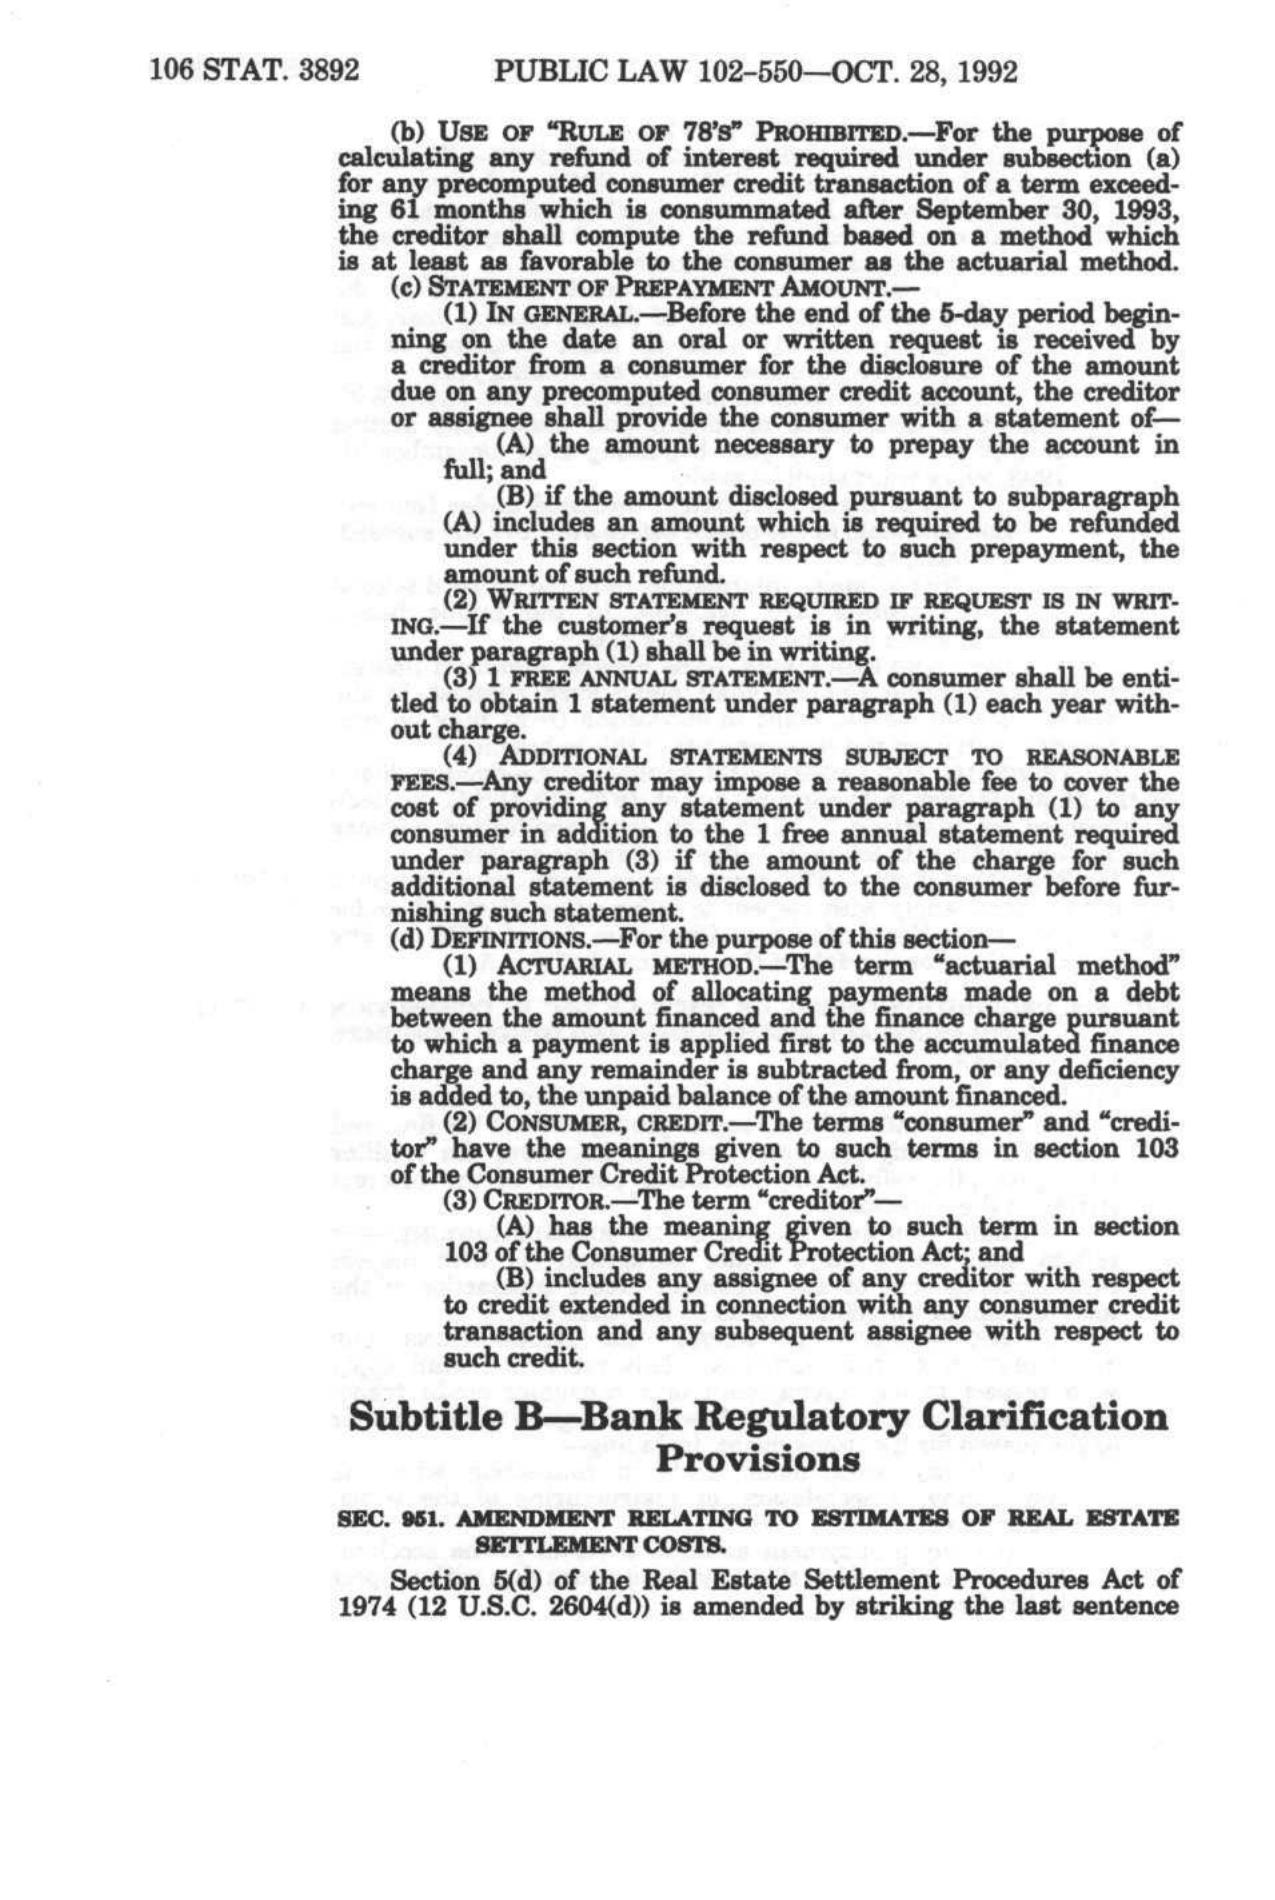 106 STAT. 3892 PUBLIC LAW 102-550—OCT. 28, 1992
(b) USE OF "RULE OF 78'S" PROHIBITED.—For the purpose of
calculating any refund of interest required under subsection (a)
for any precomputed consumer credit transaction of a term exceed-
ing 61 months which is consummated after September 30, 1993,
the creditor shall compute the refund based on a method which
is at least as favorable to the consumer as the actuarial method.
(c) STATEMENT OF PREPAYMENT AMOUNT.—
(1) IN GENERAL.—Before the end of the 5-day period begin-
ning on the date an oral or written request is received by
a creditor from a consumer for the disclosure of the amount
due on any precomputed consumer credit account, the creditor
or assignee shall provide the consumer with a statement of—
(A) the amount necessary to prepay the account in
full; and
(B) if the amount disclosed pursuant to subparagraph
(A) includes an amount which is required to be refunded
under this section with respect to such prepayment, the
amount of such refund.
(2) WRITTEN STATEMENT REQUIRED IF REQUEST IS IN WRIT-
ING.—If the customer's request is in writing, the statement
under paragraph (1) shall be in writing.
(3) 1 FREE ANNUAL STATEMENT.—A consumer shall be enti-
tled to obtain 1 statement under paragraph (1) each year with-
out charge.
(4) ADDITIONAL STATEMENTS SUBJECT TO REASONABLE
FEES.—Any creditor may impose a reasonable fee to cover the
cost of providing any statement under paragraph (1) to any
consumer in addition to the 1 free annual statement required
under paragraph (3) if the amount of the charge for such
additional statement is disclosed to the consumer before fur-
nishing such statement.
(d) DEFINITIONS.—For the purpose of this section—
(1) ACTUARIAL METHOD.—The term "actuarial method"
means the method of allocating payments made on a debt
between the amount financed and the finance charge pursuant
to which a payment is applied first to the accumulated finance
charge and any remainder is subtracted from, or any deficiency
is added to, the unpaid balance of the amount financed.
(2) CONSUMER, CREDIT.—The terms "consumer" and "credi-
tor" have the meanings given to such terms in section 103
of the Consumer Credit Protection Act.
(3) CREDITOR.—The term "creditor"—
(A) has the meaning given to such term in section
103 of the Consumer Credit Protection Act; and
(B) includes any assignee of any creditor with respect
to credit extended in connection with any consumer credit
transaction and any subsequent assignee with respect to
such credit.
Subtitle B—Bank Regulatory Clarification
Provisions
SEC. 951. AMENDMENT RELATING TO ESTIMATES OF REAL ESTATE
SETTLEMENT COSTS.
Section 5(d) of the Real Estate Settlement Procedures Act of
1974 (12 U.S.C. 2604(d)) is amended by striking the last sentence